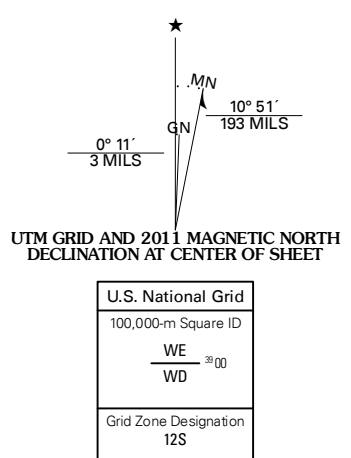 ★
MN
GN
10° 51´
193 MILS
0° 11´
3 MILS
UTM GRID AND 2011 MAGNETIC NORTH
DECLINATION AT CENTER OF SHEET
U.S. National Grid
100,000-m Square ID
WE
3900
WD
Grid Zone Designation
12S